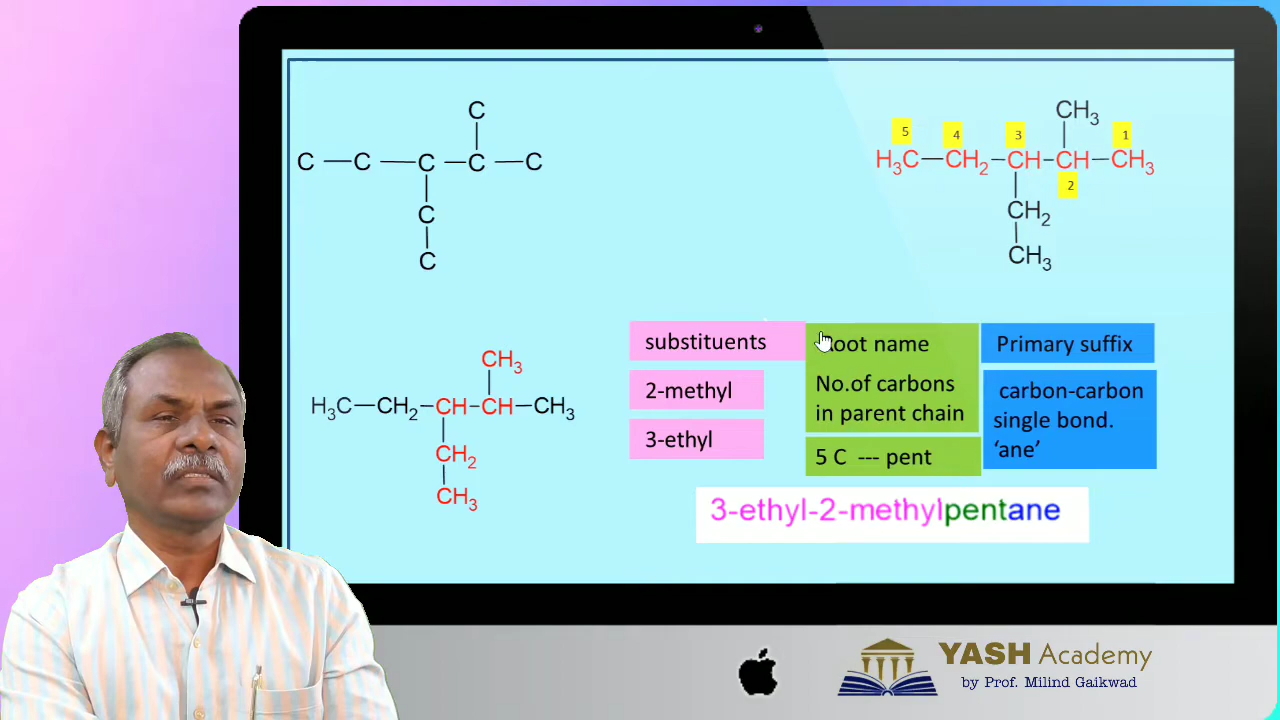 C
C — C — C — C — C
C
C
CH3
5 4 3 1
H3C—CH2—CH—CH—CH3
2
CH2
CH3
CH3
H3C—CH2—CH—CH—CH3
CH2
CH3
substituents
2-methyl
3-ethyl
Root name
No.of carbons
in parent chain
5 C --- pent
Primary suffix
carbon-carbon
single bond.
‘ane’
3-ethyl-2-methylpentane
YASH Academy
by Prof. Milind Gaikwad